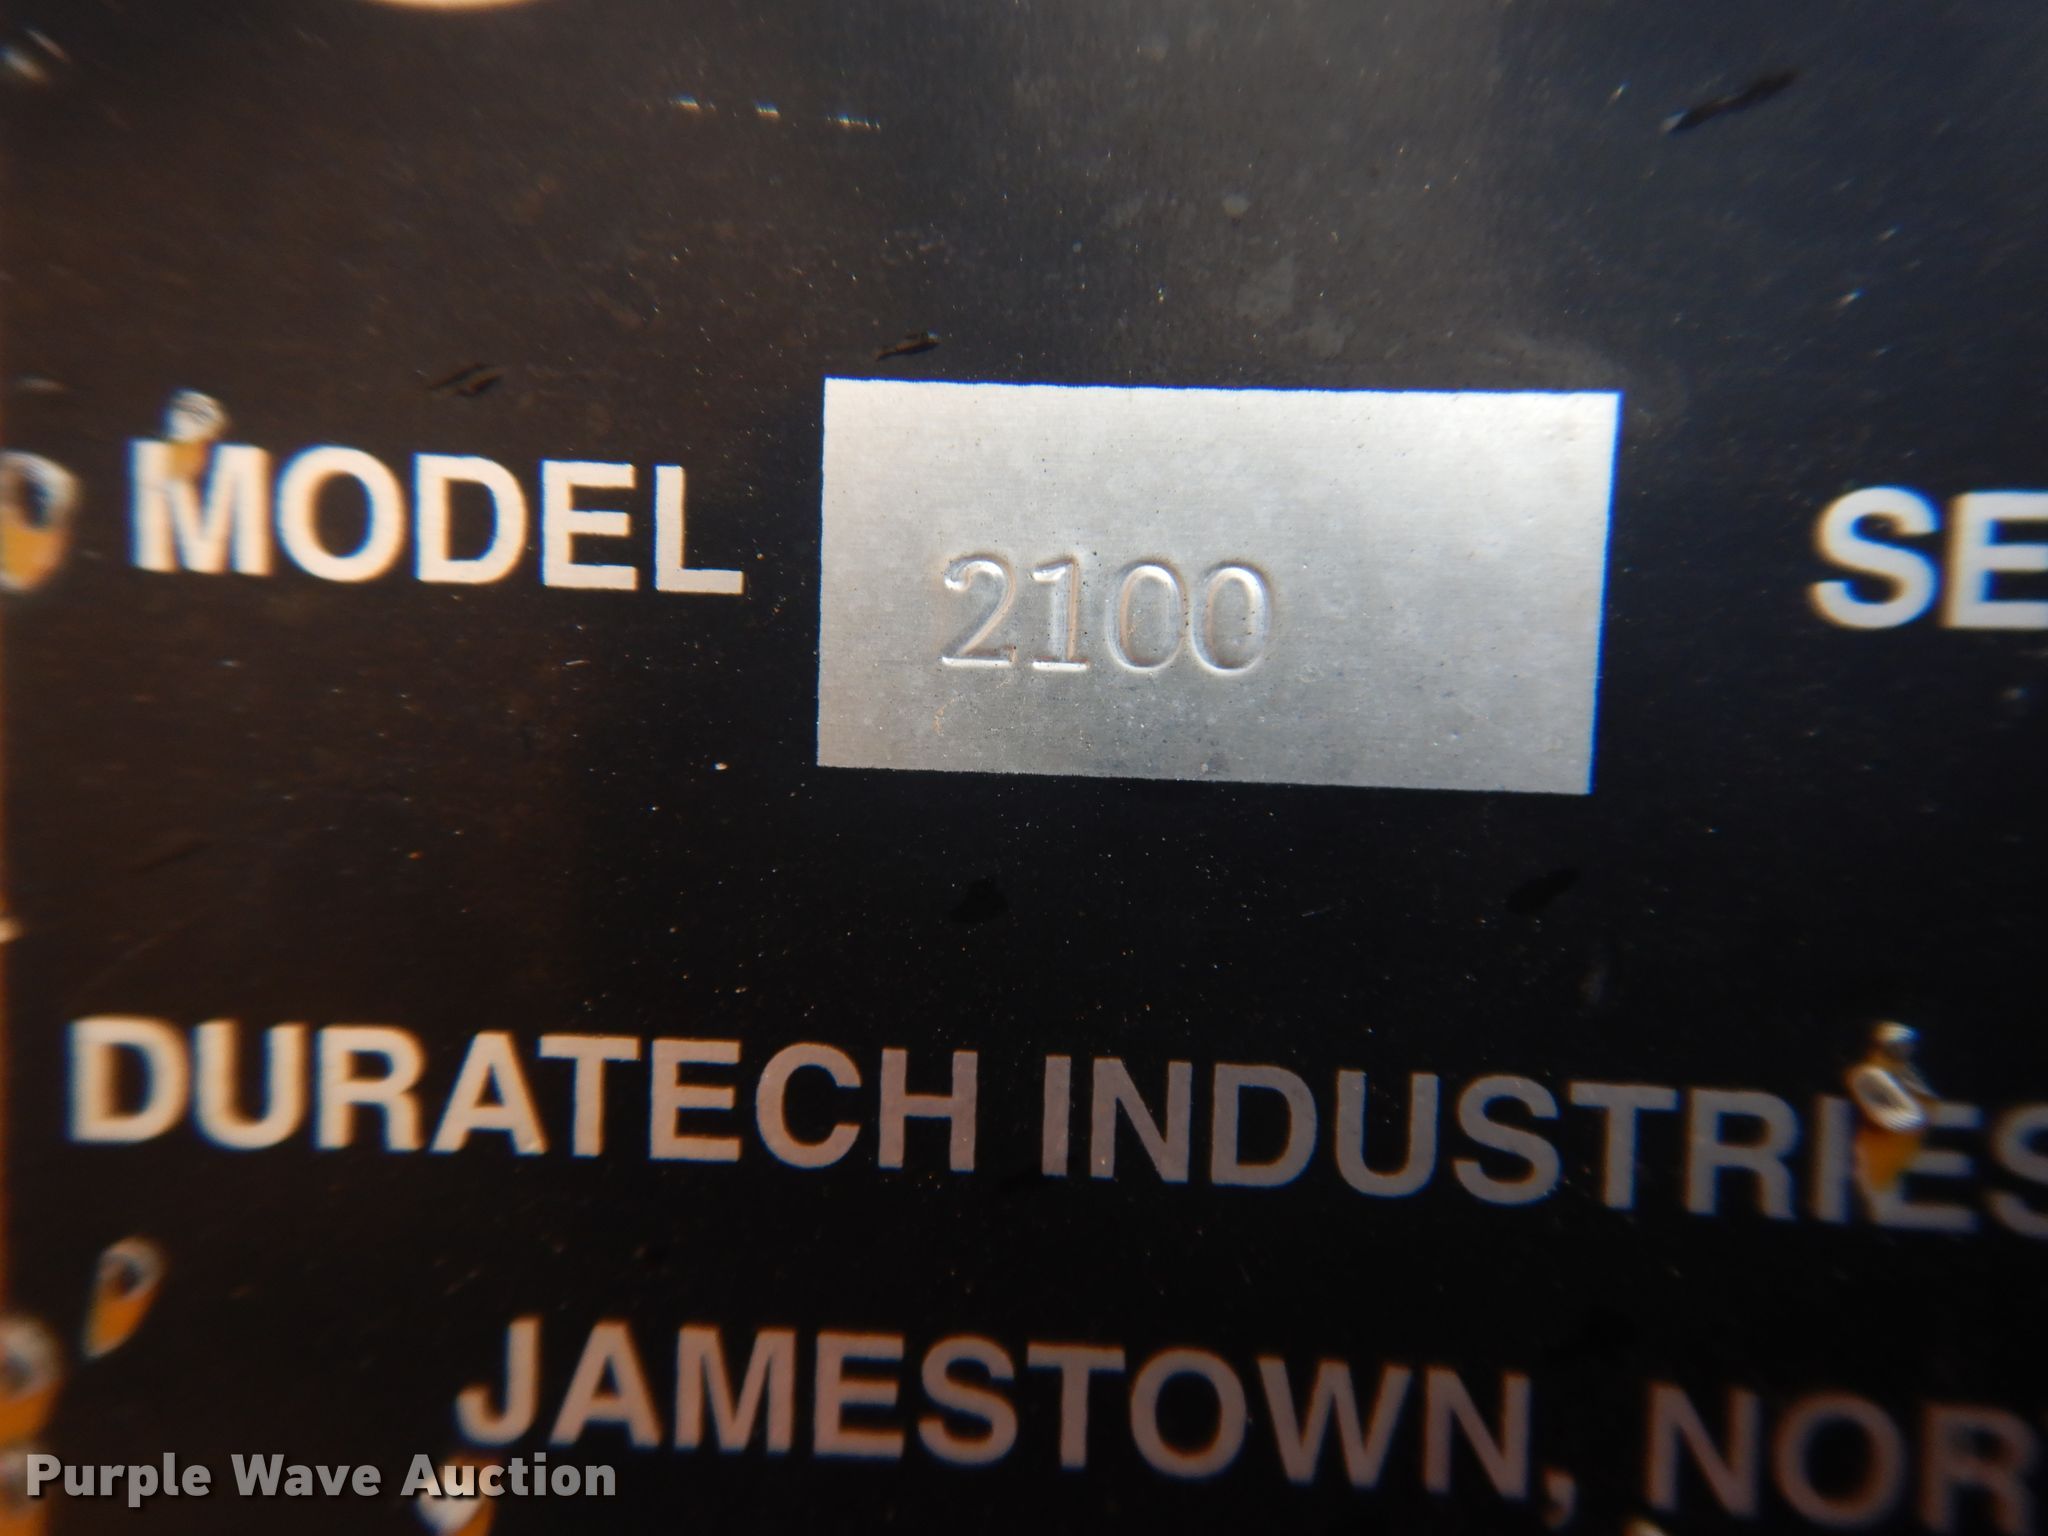 MODEL 2100 SE
DURATECH INDUSTRIES
JAMESTOWN, NOR
Purple Wave Auction